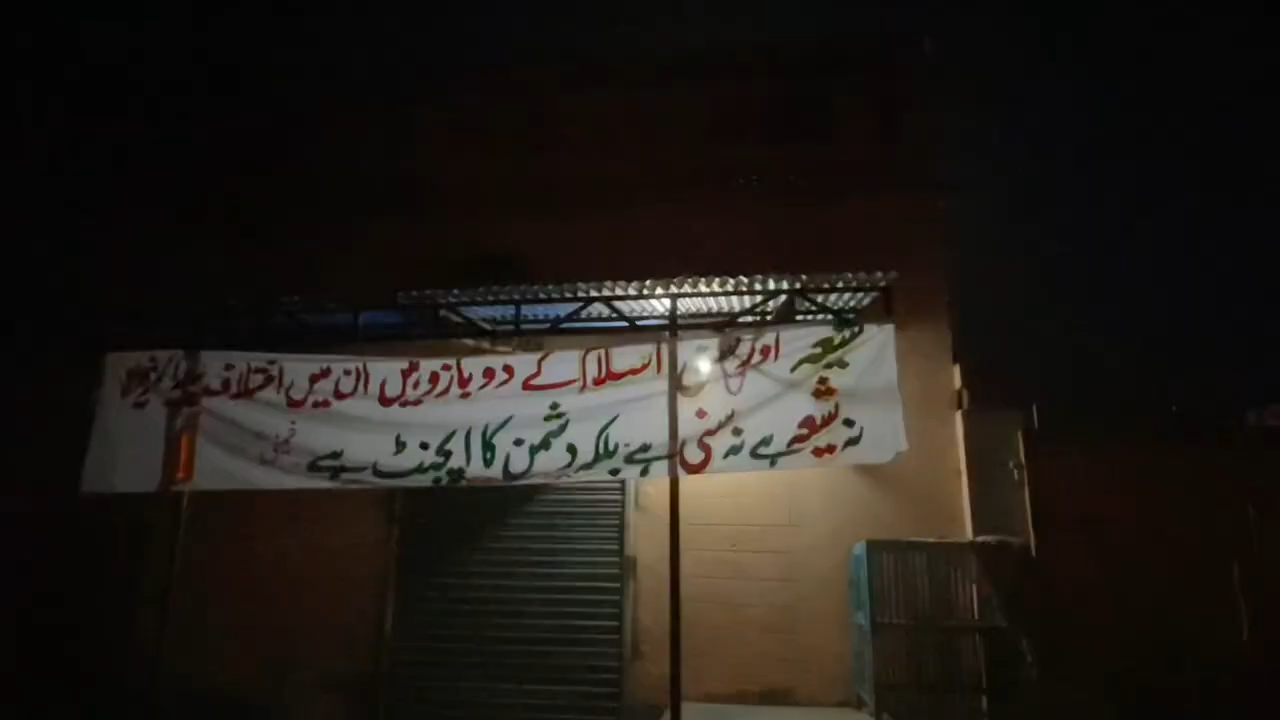 شیعہ اور سنی اسلام کے دو بازو ہیں ان میں اختلاف
نہ شیعہ ہے نہ سنی ہے بلکہ دشمن کا ایجنٹ ہے